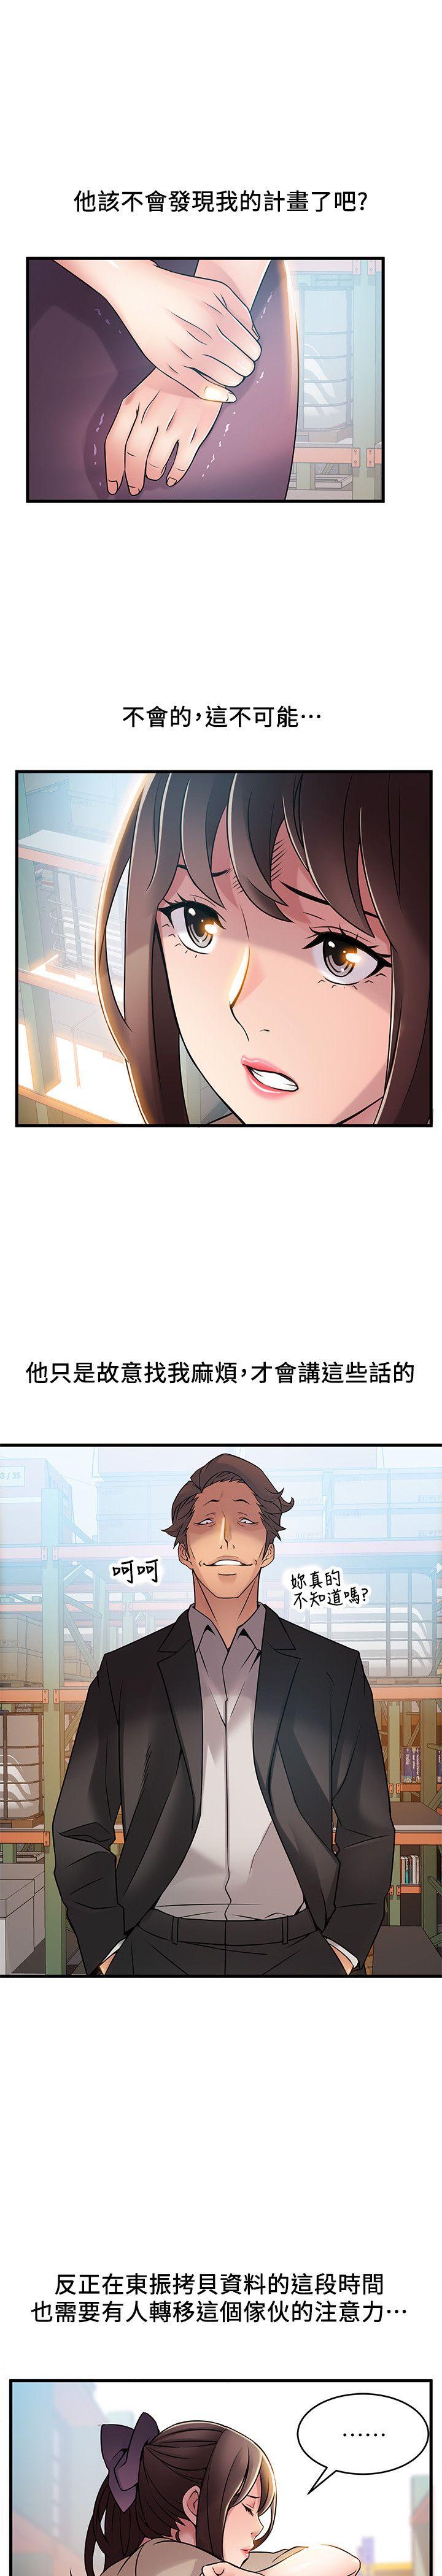 他該不會發現我的計畫了吧?
不會的,這不可能…
他只是故意找我麻煩,才會講這些話的
呵呵
妳真的
不知道嗎?
反正在東振拷貝資料的這段時間
也需要有人轉移這個傢伙的注意力…
……